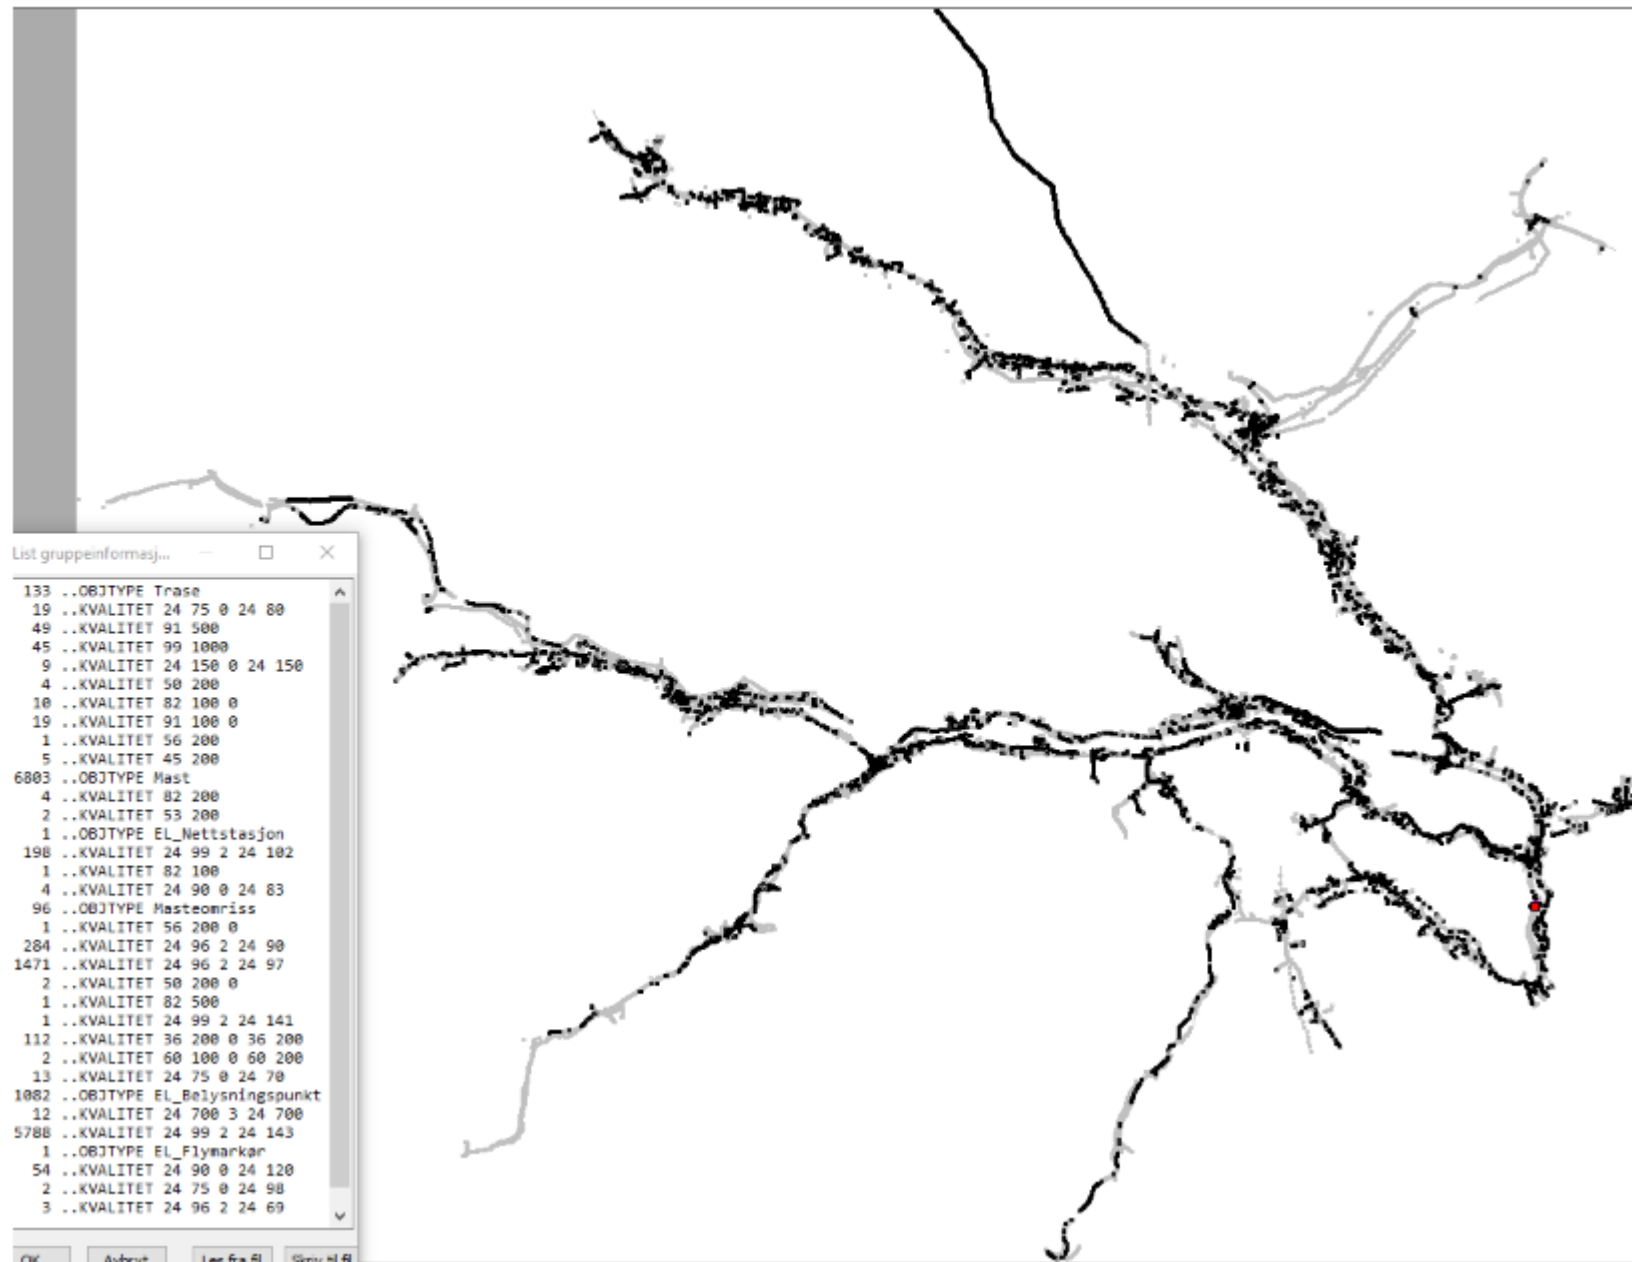 List gruppeinformasj...
133 ..OBJTYPE Trase
19 ..KVALITET 24 75 0 24 80
49 ..KVALITET 91 500
45 ..KVALITET 99 1000
9 ..KVALITET 24 150 0 24 150
4 ..KVALITET 50 200
10 ..KVALITET 82 100 0
19 ..KVALITET 91 100 0
1 ..KVALITET 56 200
5 ..KVALITET 45 200
6803 ..OBJTYPE Mast
4 ..KVALITET 82 200
2 ..KVALITET 53 200
1 ..OBJTYPE EL_Nettstasjon
198 ..KVALITET 24 99 2 24 102
1 ..KVALITET 82 100
4 ..KVALITET 24 90 0 24 83
96 ..OBJTYPE Masteomriss
1 ..KVALITET 56 200 0
284 ..KVALITET 24 96 2 24 90
1471 ..KVALITET 24 96 2 24 97
2 ..KVALITET 50 200 0
1 ..KVALITET 82 500
1 ..KVALITET 24 99 2 24 141
112 ..KVALITET 36 200 0 36 200
2 ..KVALITET 60 100 0 60 200
13 ..KVALITET 24 75 0 24 70
1082 ..OBJTYPE EL_Belysningspunkt
12 ..KVALITET 24 700 3 24 700
5788 ..KVALITET 24 99 2 24 143
1 ..OBJTYPE EL_Flymarkør
54 ..KVALITET 24 90 0 24 120
2 ..KVALITET 24 75 0 24 98
3 ..KVALITET 24 96 2 24 69
OK Avbryt Les fra fil Skriv til fil